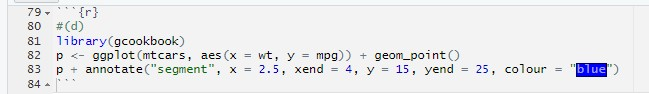 79 ```{r}
80 #(d)
81 library(gcookbook)
82 p <- ggplot(mtcars, aes(x = wt, y = mpg)) + geom_point()
83 p + annotate("segment", x = 2.5, xend = 4, y = 15, yend = 25, colour = "blue")
84 ```